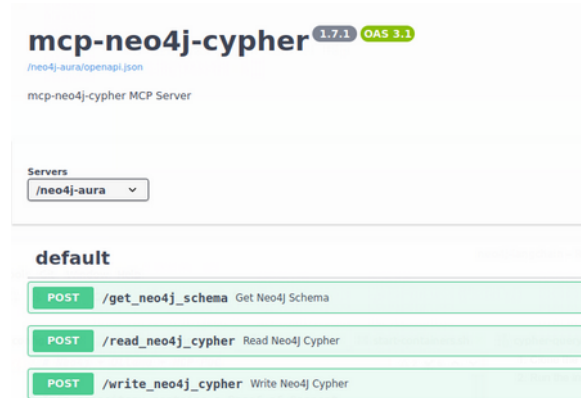 mcp-neo4j-cypher 1.7.1 OAS 3.1
/neo4j-aura/openapi.json
mcp-neo4j-cypher MCP Server
Servers
/neo4j-aura
default
POST /get_neo4j_schema Get Neo4J Schema
POST /read_neo4j_cypher Read Neo4J Cypher
POST /write_neo4j_cypher Write Neo4J Cypher